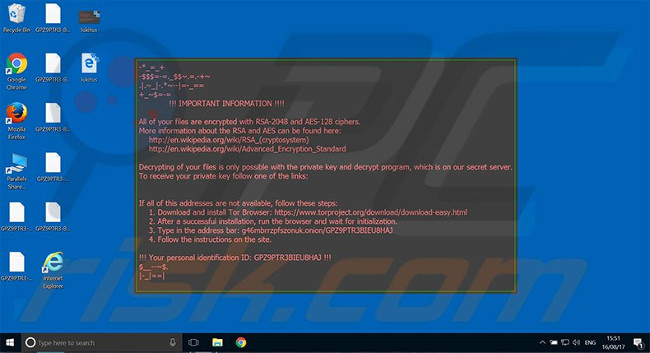 Recycle Bin
GPZ9PTR3-B...
lukitus
Google Chrome
GPZ9PTR3-B...
lukitus
Mozilla Firefox
GPZ9PTR3-B...
Parallels Share...
GPZ9PTR3-...
GPZ9PTR3-...
GPZ9PTR3-B...
GPZ9PTR3-...
Internet Explorer
-*_=_+
-$$$=-=._$$~.=.-+~
.|.~_|-.*~--|=-_==
+_~$=-=
!!! IMPORTANT INFORMATION !!!!
All of your files are encrypted with RSA-2048 and AES-128 ciphers.
More information about the RSA and AES can be found here:
http://en.wikipedia.org/wiki/RSA_(cryptosystem)
http://en.wikipedia.org/wiki/Advanced_Encryption_Standard
Decrypting of your files is only possible with the private key and decrypt program, which is on our secret server.
To receive your private key follow one of the links:
If all of this addresses are not available, follow these steps:
1. Download and install Tor Browser: https://www.torproject.org/download/download-easy.html
2. After a successful installation, run the browser and wait for initialization.
3. Type in the address bar: g46mbrrzpfszonuk.onion/GPZ9PTR3BIEU8HAJ
4. Follow the instructions on the site.
!!! Your personal identification ID: GPZ9PTR3BIEU8HAJ !!!
$__--~$.
|-_|==|
PC
risk.com
Type here to search
ENG
15:51
16/08/17